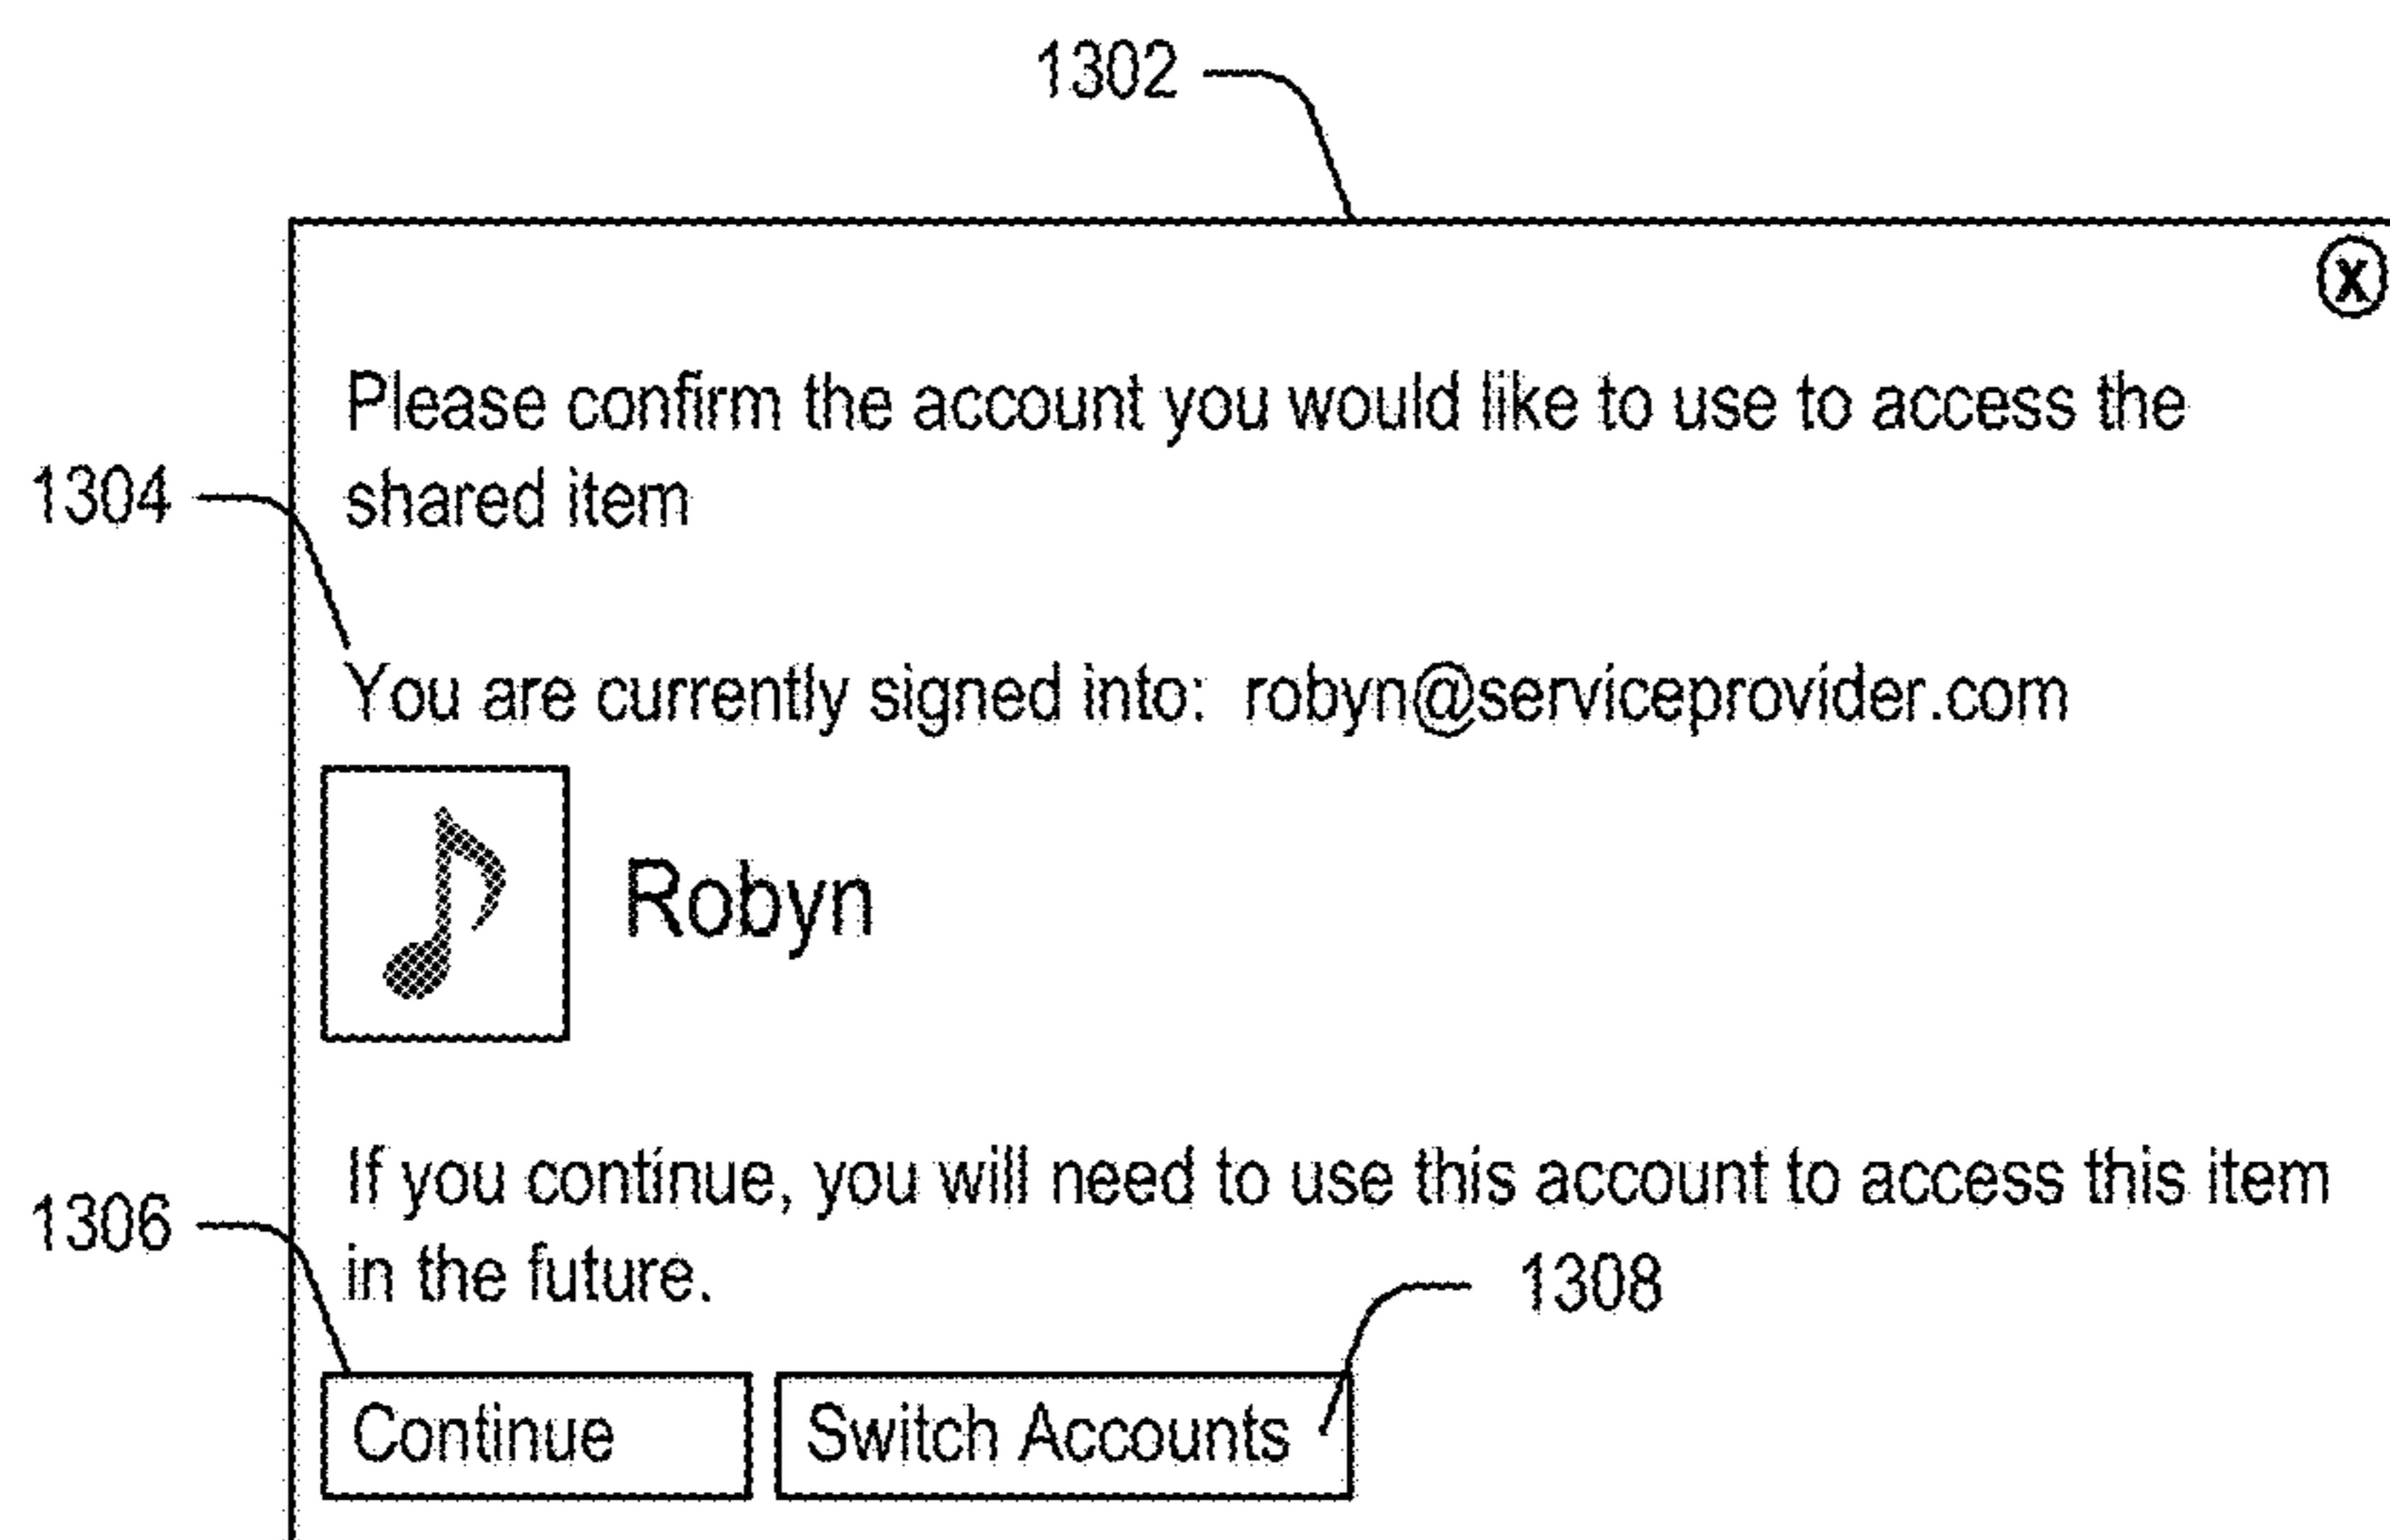 1302
X
Please confirm the account you would like to use to access the
1304
shared item
You are currently signed into: robyn@serviceprovider.com
Robyn
If you continue, you will need to use this account to access this item
1306
in the future.
1308
Continue
Switch Accounts